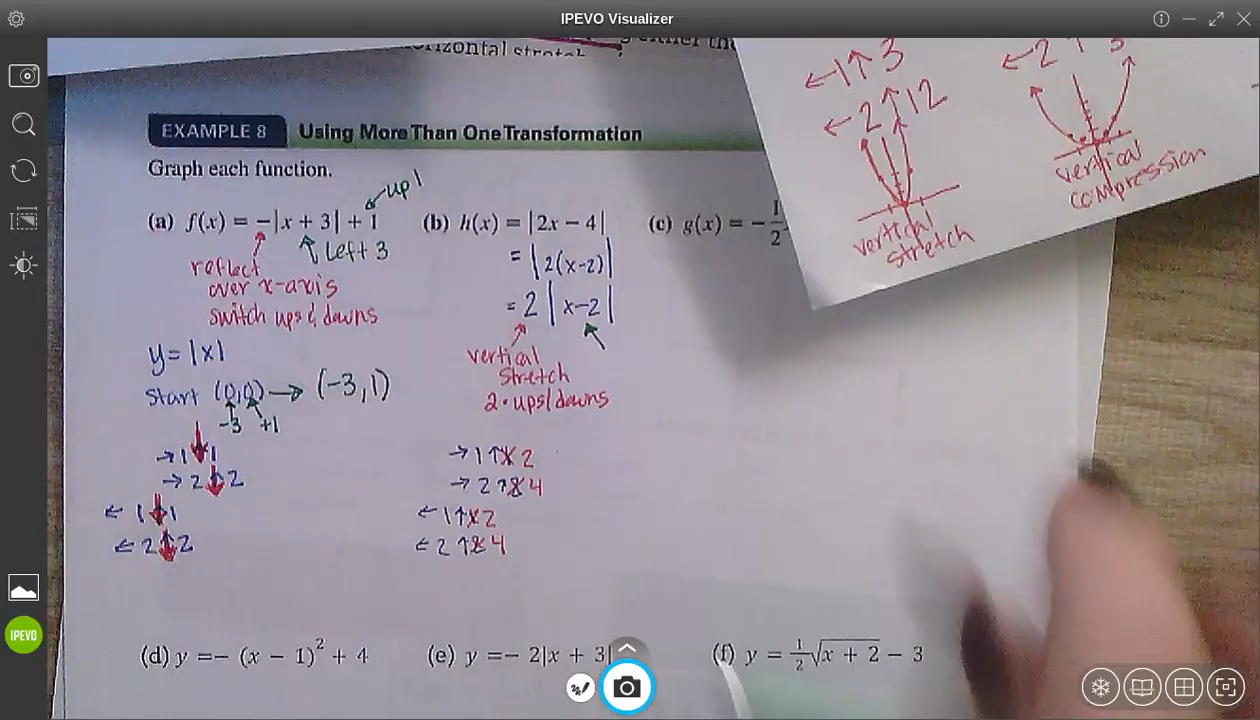 IPEVO Visualizer
EXAMPLE 8 Using More Than One Transformation
Graph each function.
up 1
(a) f(x) = −|x + 3| + 1
left 3
reflect
over x-axis
switch ups & downs
y = |x|
Start (0,0) → (-3,1)
-3 +1
→ 1 ↓ 1
→ 2 ↓ 2
← 1 ↓ 1
← 2 ↓ 2
(b) h(x) = |2x − 4|
= |2(x-2)|
= 2 |x-2|
vertical
stretch
2 · ups/downs
→ 1 ↑ 2
→ 2 ↑ 4
← 1 ↑ 2
← 2 ↑ 4
(c) g(x) = −1/2
←1↑3
←2↑12
vertical
stretch
←2↑
vertical
compression
(d) y = − (x − 1)² + 4
(e) y = − 2|x + 3|
(f) y = 1/2 √(x + 2) − 3
IPEVO